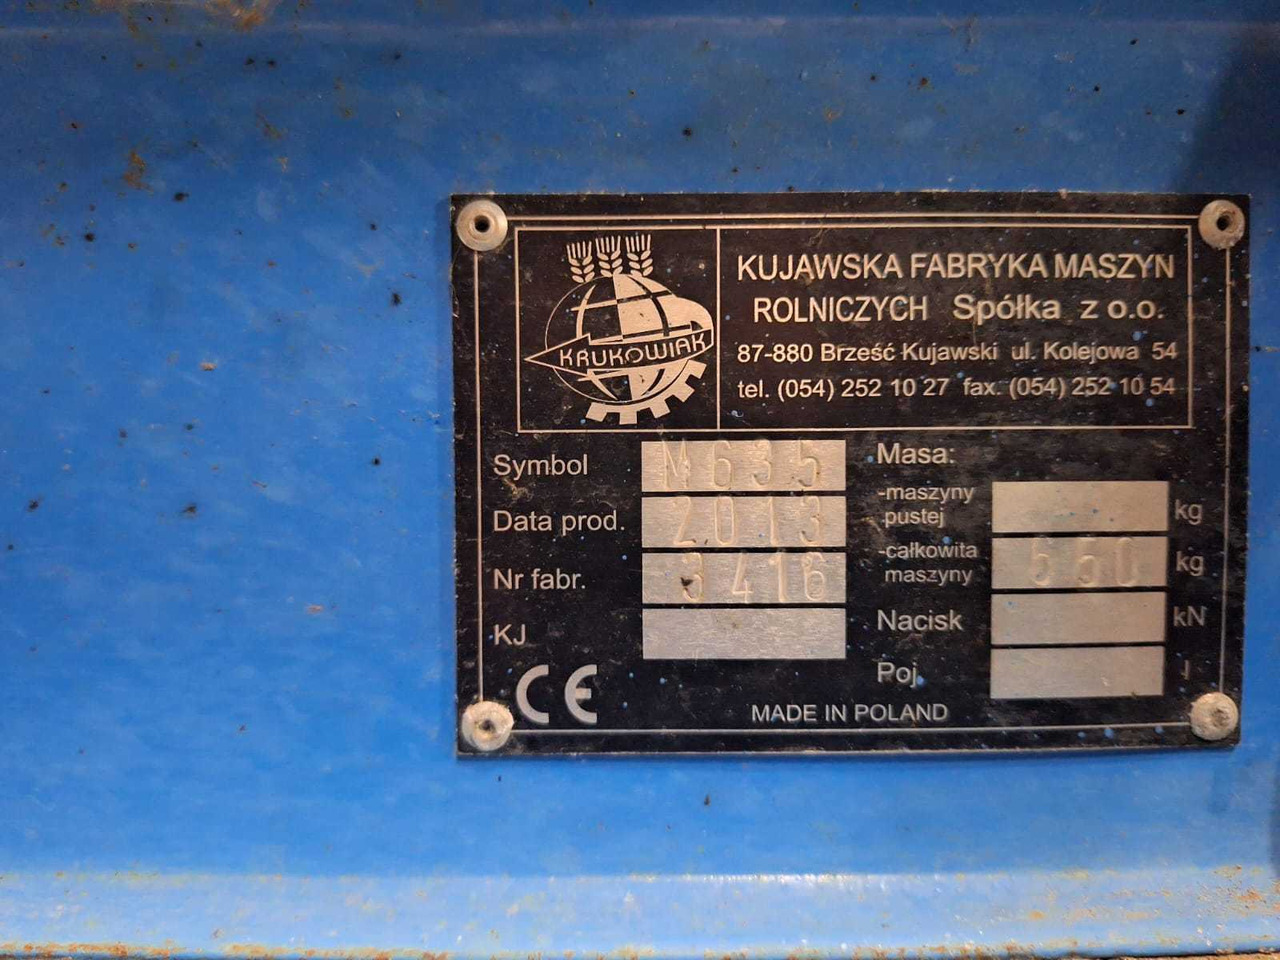 KRUKOWIAK
KUJAWSKA FABRYKA MASZYN
ROLNICZYCH Spółka z o.o.
87-880 Brześć Kujawski ul. Kolejowa 54
tel. (054) 252 10 27 fax. (054) 252 10 54
Symbol M635
Data prod. 2013
Nr fabr. 3416
KJ
CE
Masa:
-maszyny
pustej kg
-całkowita
maszyny 650 kg
Nacisk kN
Poj l
MADE IN POLAND